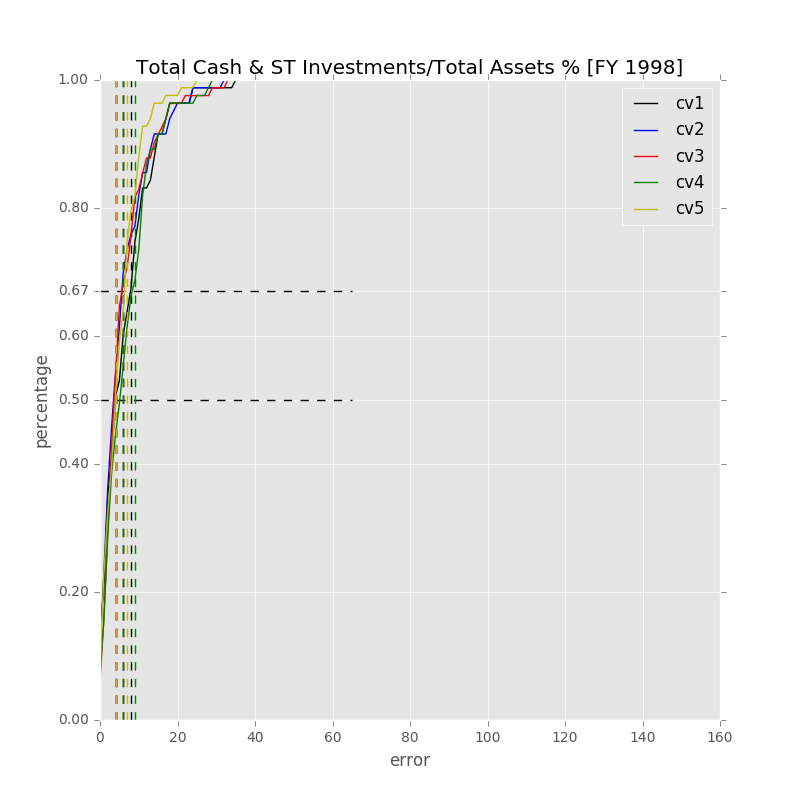 Total Cash & ST Investments/Total Assets % [FY 1998]
1.00
0.80
0.67
0.60
0.50
0.40
0.20
0.00
percentage
cv1
cv2
cv3
cv4
cv5
0 20 40 60 80 100 120 140 160
error